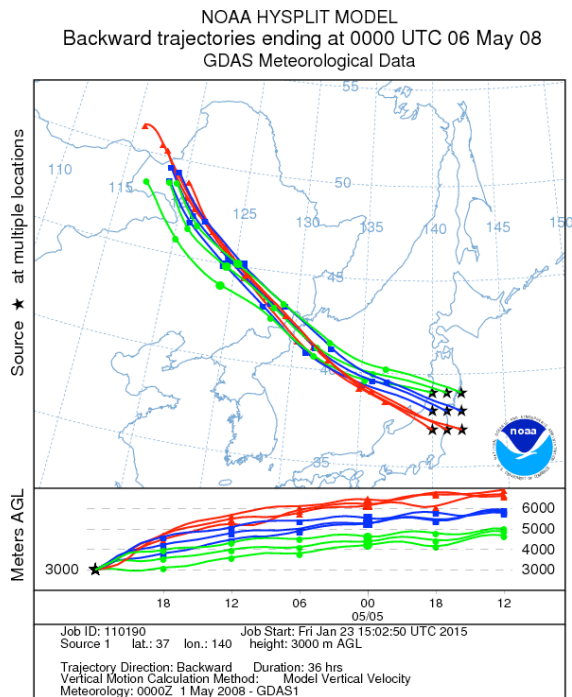 NOAA HYSPLIT MODEL
Backward trajectories ending at 0000 UTC 06 May 08
GDAS Meteorological Data
Source ★ at multiple locations
55
110
115
50
125
130
135
140
145
150
45
40
35
noaa
Meters AGL
6000
5000
4000
3000
3000
18 12 06 00 18 12
05/05
Job ID: 110190 Job Start: Fri Jan 23 15:02:50 UTC 2015
Source 1 lat.: 37 lon.: 140 height: 3000 m AGL
Trajectory Direction: Backward Duration: 36 hrs
Vertical Motion Calculation Method: Model Vertical Velocity
Meteorology: 0000Z 1 May 2008 - GDAS1